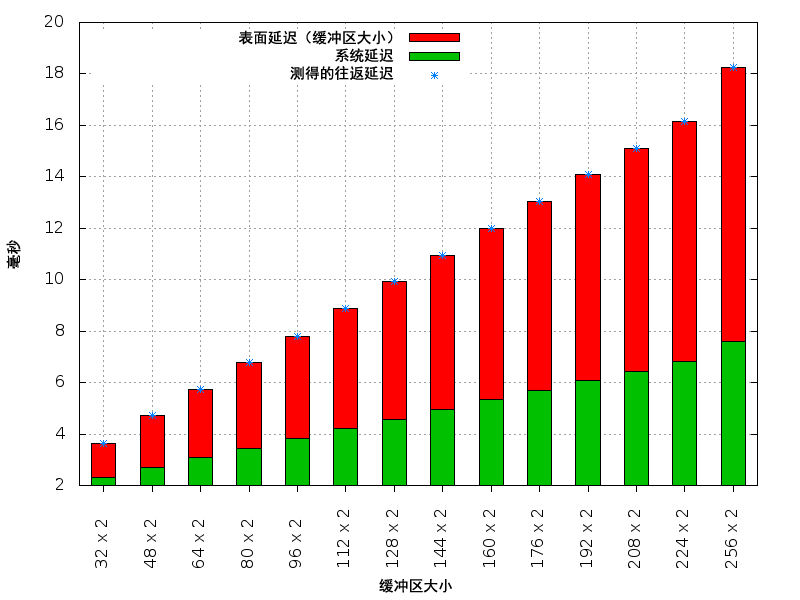 表面延迟（缓冲区大小）
系统延迟
测得的往返延迟
20
18
16
14
12
10
8
6
4
2
毫秒
32 x 2
48 x 2
64 x 2
80 x 2
96 x 2
112 x 2
128 x 2
144 x 2
160 x 2
176 x 2
192 x 2
208 x 2
224 x 2
256 x 2
缓冲区大小